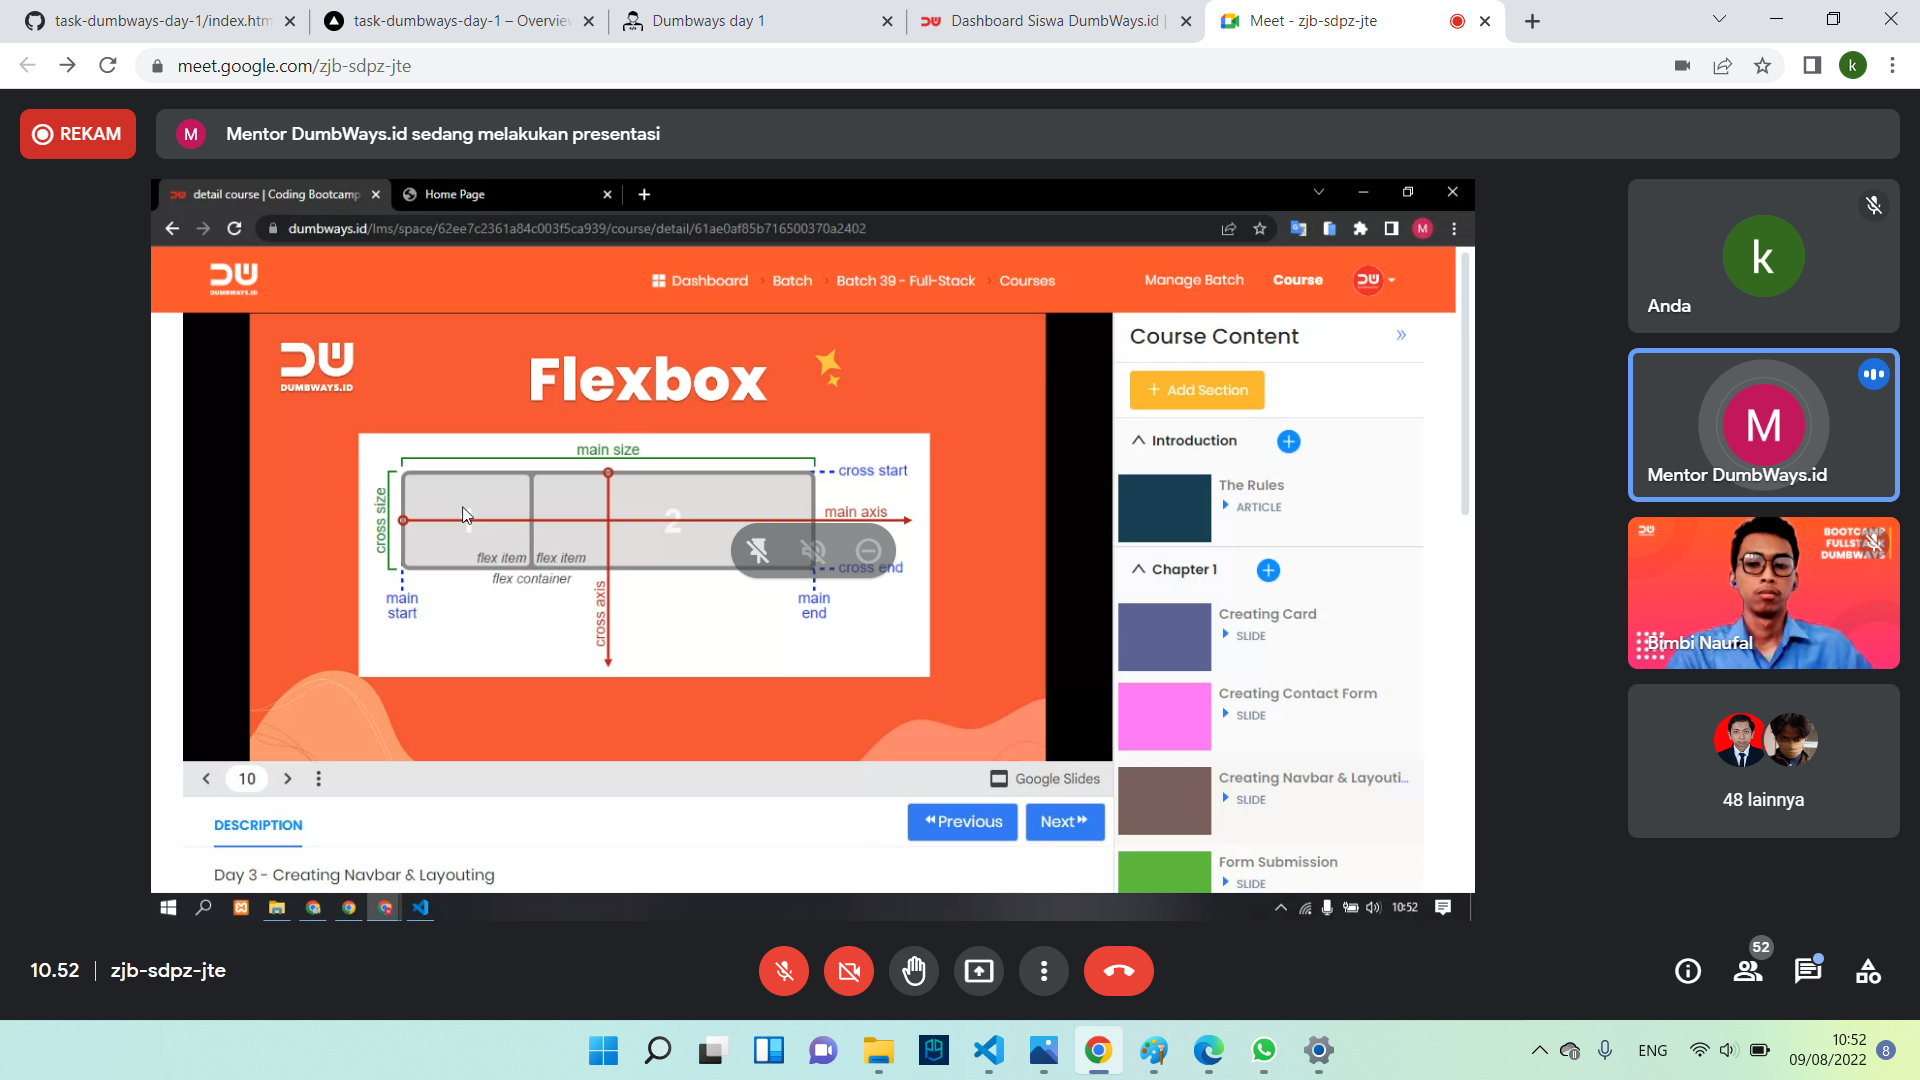 task-dumbways-day-1/index.htm
task-dumbways-day-1 – Overview
Dumbways day 1
Dashboard Siswa DumbWays.id |
Meet - zjb-sdpz-jte
meet.google.com/zjb-sdpz-jte
k
REKAM
M
Mentor DumbWays.id sedang melakukan presentasi
detail course | Coding Bootcamp
Home Page
dumbways.id/lms/space/62ee7c2361a84c003f5ca939/course/detail/61ae0af85b716500370a2402
M
DUMBWAYS.ID
Dashboard
Batch
Batch 39 - Full-Stack
Courses
Manage Batch
Course
DUMBWAYS.ID
Flexbox
main size
cross size
cross start
main axis
1
2
flex item
flex item
cross end
flex container
main start
cross axis
main end
10
Google Slides
DESCRIPTION
Previous
Next
Day 3 - Creating Navbar & Layouting
Course Content
+ Add Section
Introduction
The Rules
ARTICLE
Chapter 1
Creating Card
SLIDE
Creating Contact Form
SLIDE
Creating Navbar & Layouti...
SLIDE
Form Submission
SLIDE
10:52
k
Anda
M
Mentor DumbWays.id
BOOTCAMP
FULLSTACK
DUMBWAYS
Bimbi Naufal
48 lainnya
10.52
zjb-sdpz-jte
52
ENG
10:52
09/08/2022
8